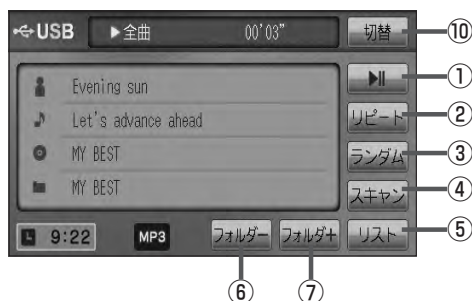 USB ▶全曲 00'03” 切替 ⑩
▶II ①
Evening sun
Let's advance ahead リピート ②
MY BEST ランダム ③
MY BEST スキャン ④
9:22 MP3 フォルダー フォルダ+ リスト ⑤
⑥ ⑦